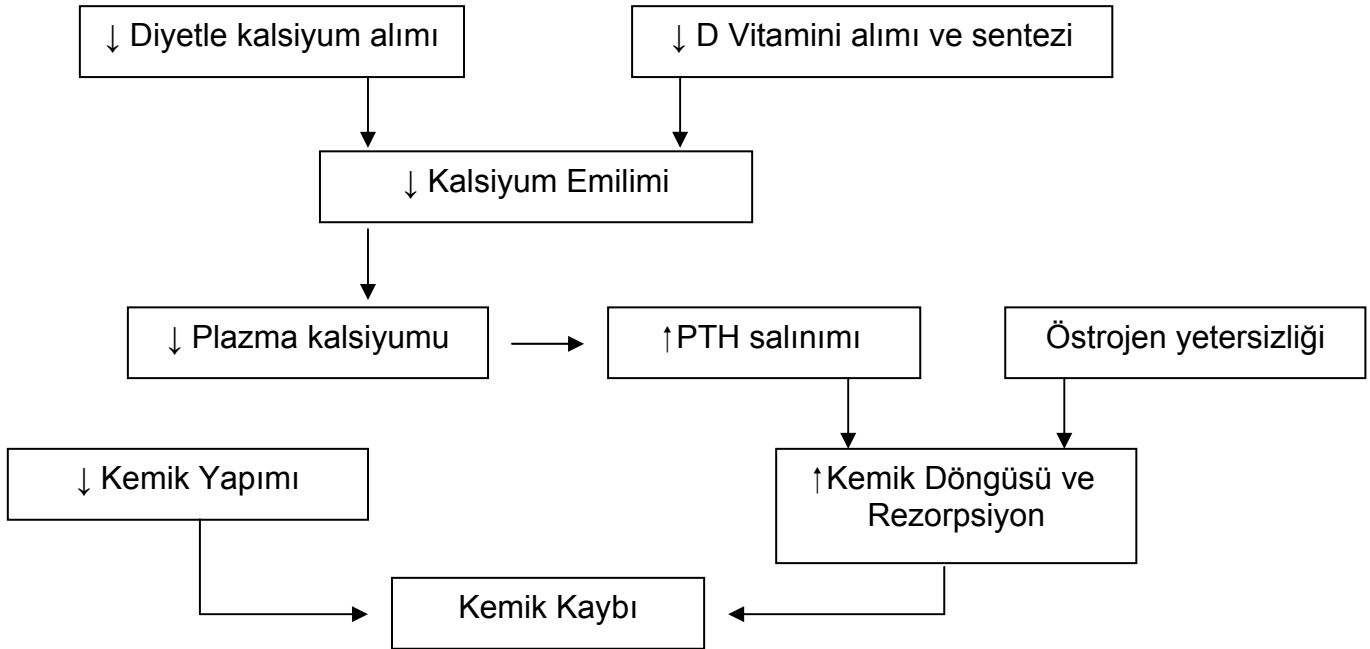 ↓ Diyetle kalsiyum alımı
↓ D Vitamini alımı ve sentezi
↓ Kalsiyum Emilimi
↓ Plazma kalsiyumu
↑PTH salınımı
Östrojen yetersizliği
↓ Kemik Yapımı
↑Kemik Döngüsü ve
Rezorpsiyon
Kemik Kaybı